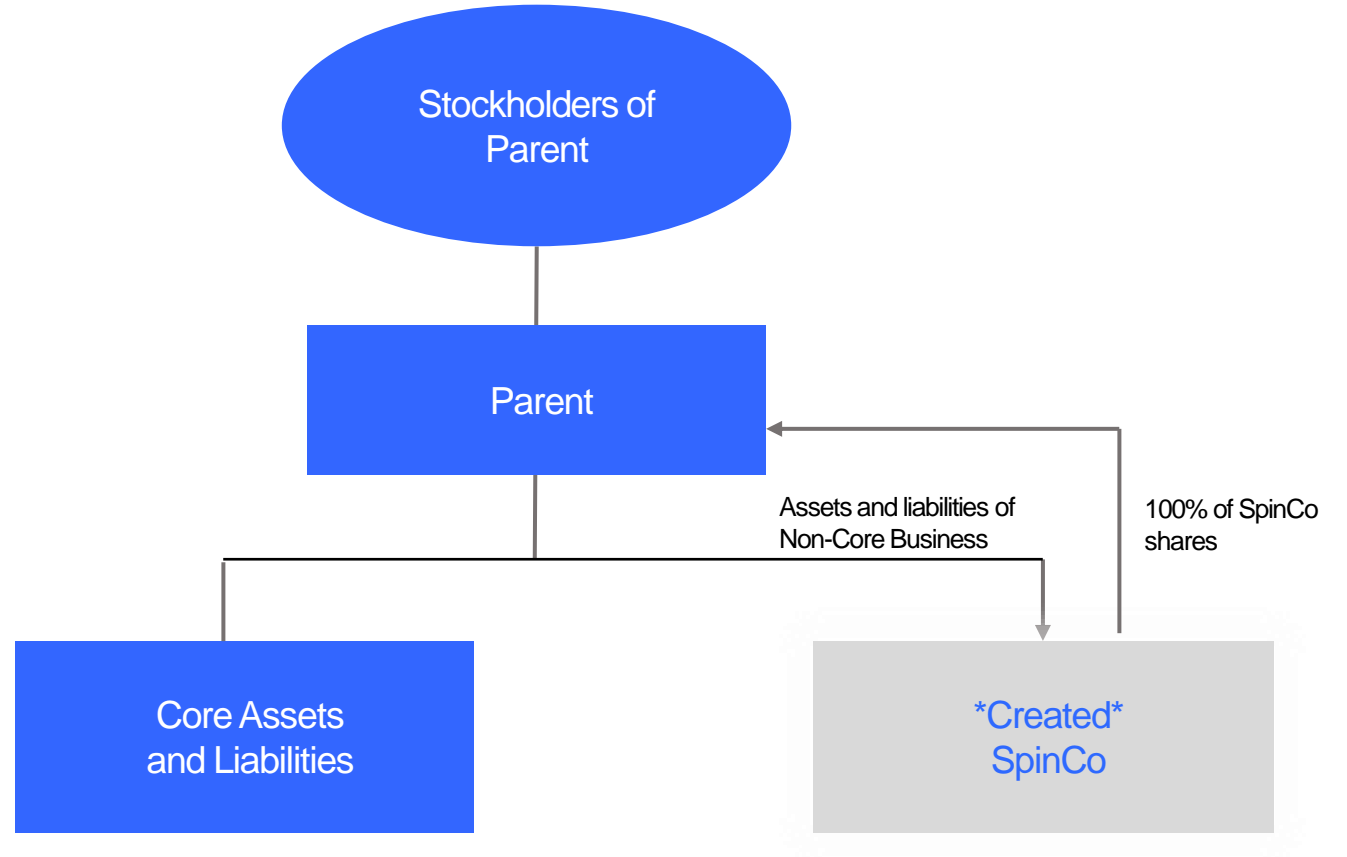 Stockholders of
Parent
Parent
Assets and liabilities of
Non-Core Business
100% of SpinCo
shares
Core Assets
and Liabilities
*Created*
SpinCo